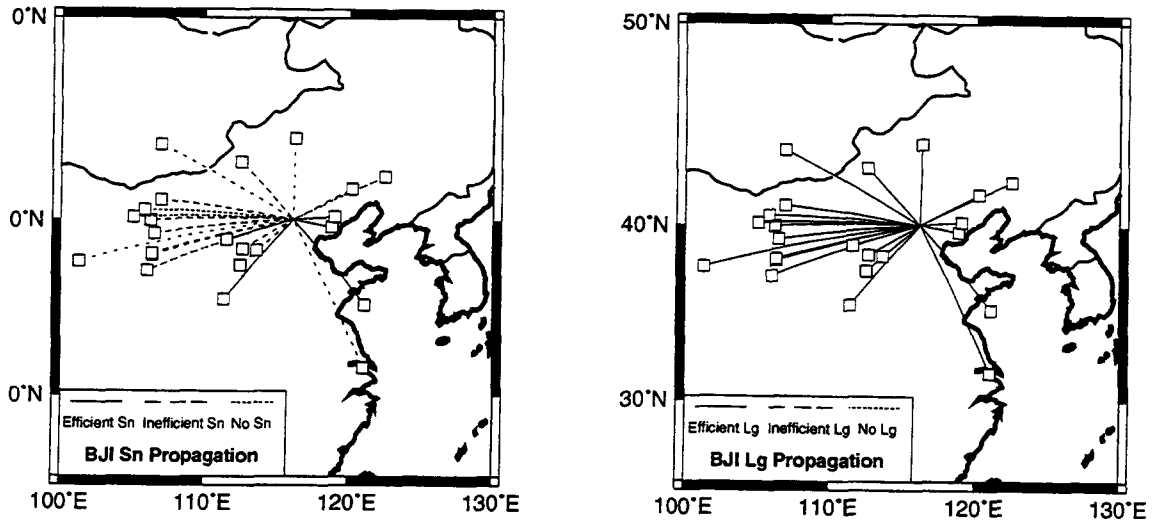 0°N
0°N
0°N
Efficient Sn Inefficient Sn No Sn
BJI Sn Propagation
100°E 110°E 120°E 130°E
50°N
40°N
30°N
Efficient Lg Inefficient Lg No Lg
BJI Lg Propagation
100°E 110°E 120°E 130°E